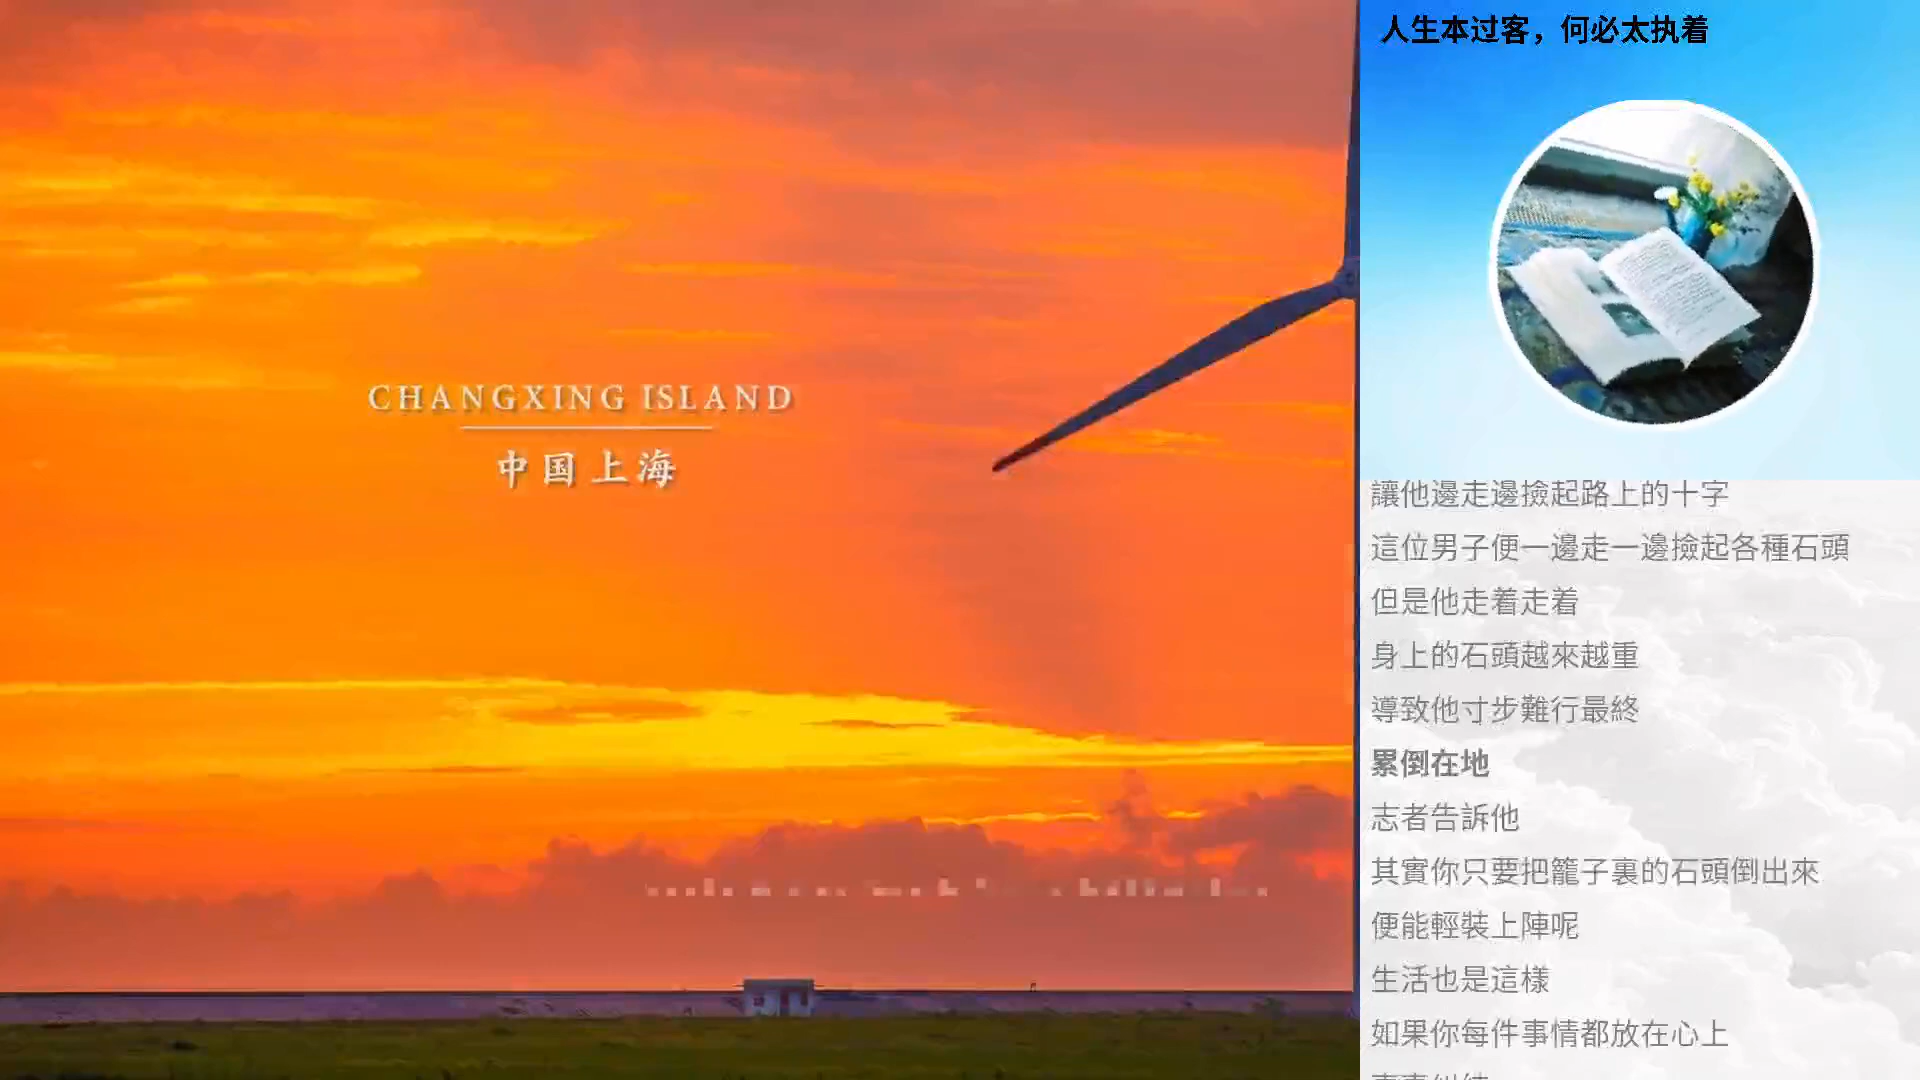 CHANGXING ISLAND
中国上海
人生本过客，何必太执着
讓他邊走邊撿起路上的十字
這位男子便一邊走一邊撿起各種石頭
但是他走着走着
身上的石頭越來越重
導致他寸步難行最終
累倒在地
志者告訴他
其實你只要把籠子裏的石頭倒出來
便能輕裝上陣呢
生活也是這樣
如果你每件事情都放在心上